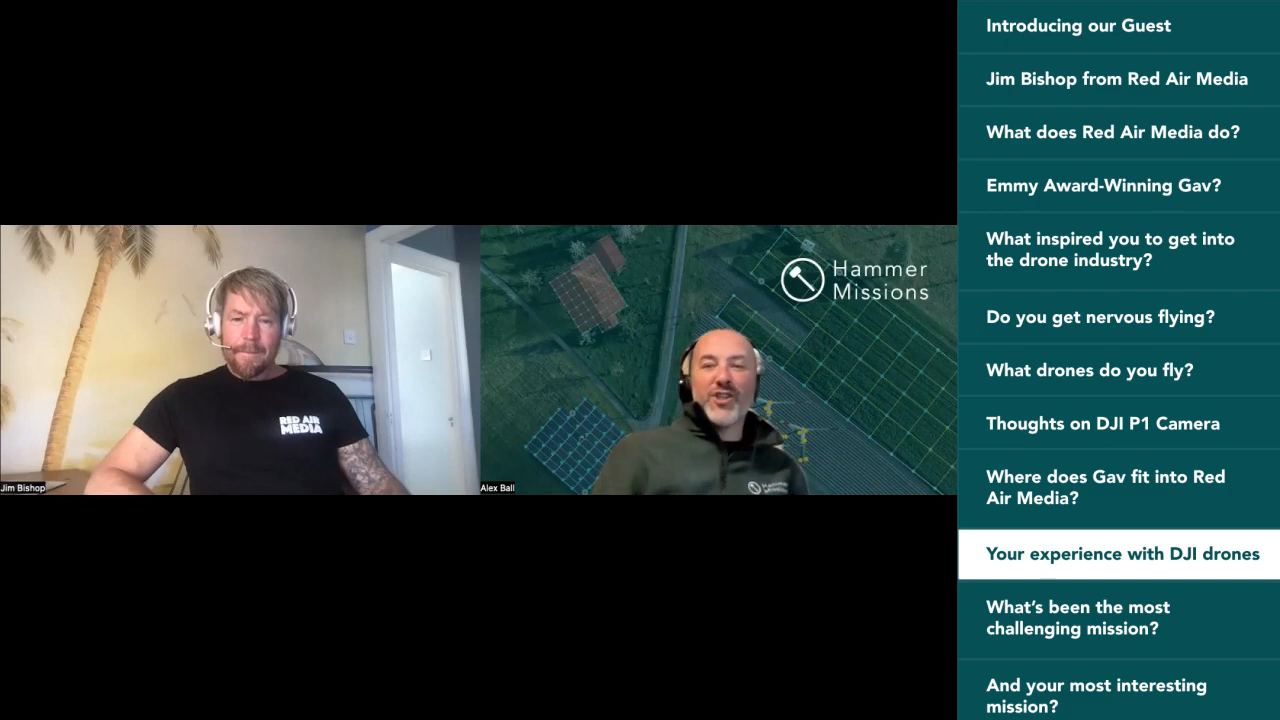 Introducing our Guest
Jim Bishop from Red Air Media
What does Red Air Media do?
Emmy Award-Winning Gav?
What inspired you to get into
the drone industry?
Do you get nervous flying?
What drones do you fly?
Thoughts on DJI P1 Camera
Where does Gav fit into Red
Air Media?
Your experience with DJI drones
What's been the most
challenging mission?
And your most interesting
mission?
Hammer
Missions
RED AIR
MEDIA
Hammer
Missions
Jim Bishop
Alex Ball